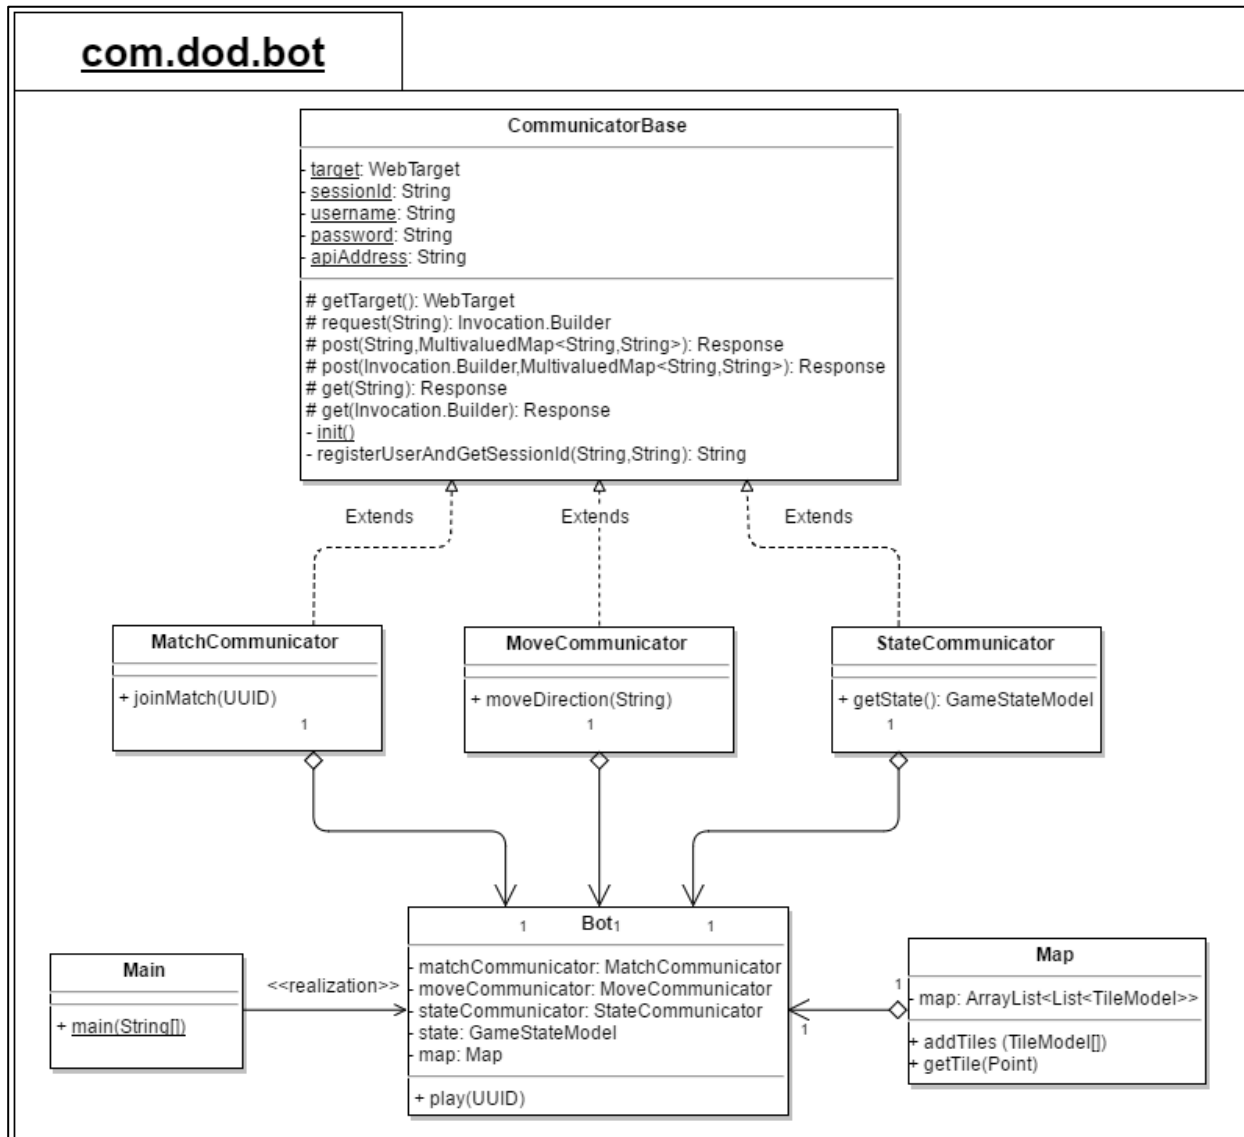 com.dod.bot
CommunicatorBase
- target: WebTarget
- sessionId: String
- username: String
- password: String
- apiAddress: String
# getTarget(): WebTarget
# request(String): Invocation.Builder
# post(String,MultivaluedMap<String,String>): Response
# post(Invocation.Builder,MultivaluedMap<String,String>): Response
# get(String): Response
# get(Invocation.Builder): Response
- init()
- registerUserAndGetSessionId(String,String): String
Extends
Extends
Extends
MatchCommunicator
+ joinMatch(UUID)
1
MoveCommunicator
+ moveDirection(String)
1
StateCommunicator
+ getState(): GameStateModel
1
Main
+ main(String[])
<<realization>>
1
Bot
1
1
- matchCommunicator: MatchCommunicator
- moveCommunicator: MoveCommunicator
- stateCommunicator: StateCommunicator
- state: GameStateModel
- map: Map
+ play(UUID)
1
1
Map
- map: ArrayList<List<TileModel>>
+ addTiles (TileModel[])
+ getTile(Point)